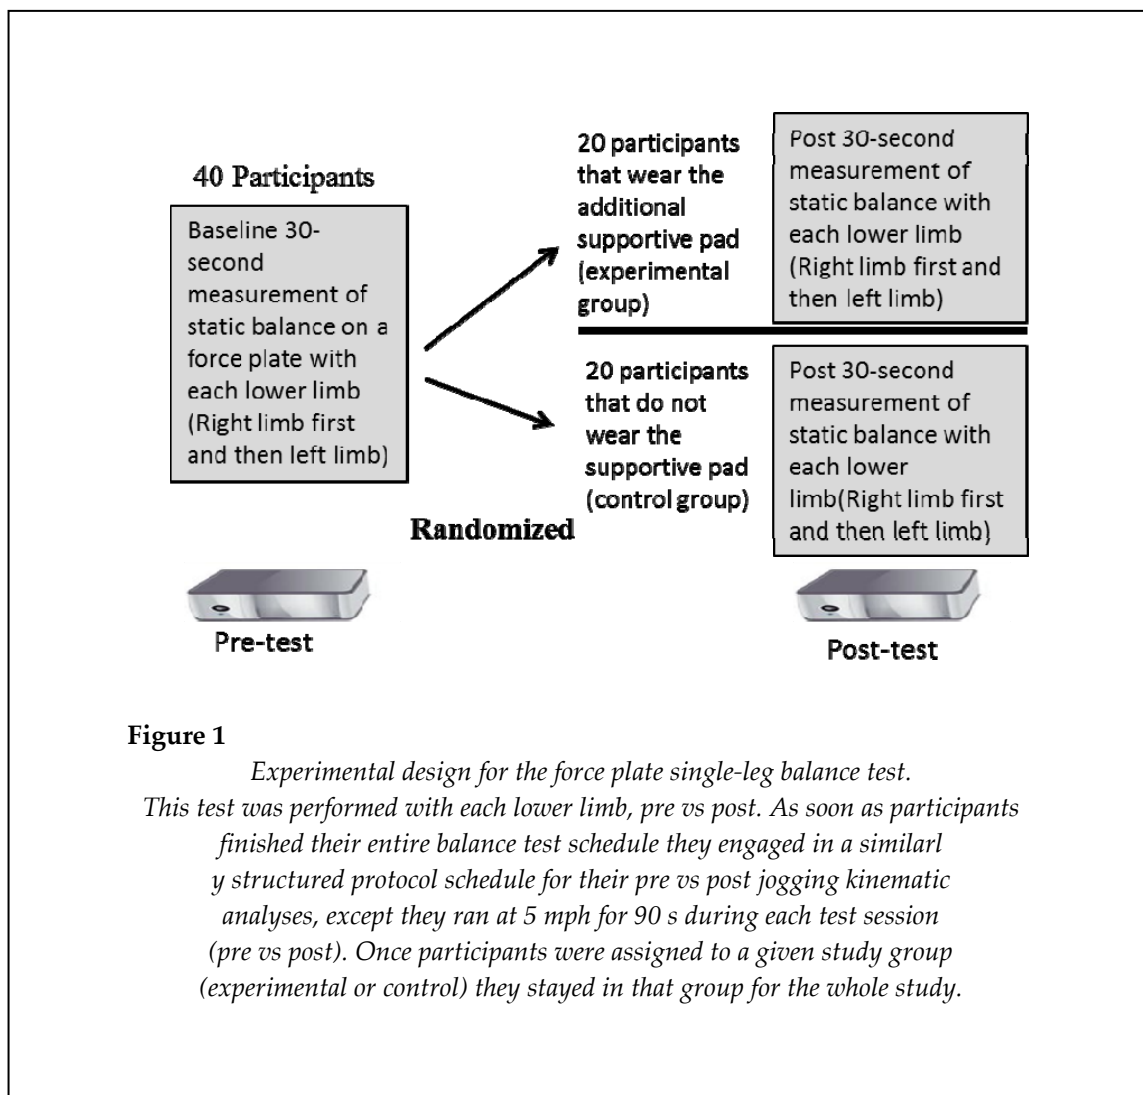 40 Participants
Baseline 30-
second
measurement of
static balance on a
force plate with
each lower limb
(Right limb first
and then left limb)
Randomized
20 participants
that wear the
additional
supportive pad
(experimental
group)
Post 30-second
measurement of
static balance with
each lower limb
(Right limb first and
then left limb)
20 participants
that do not
wear the
supportive pad
(control group)
Post 30-second
measurement of
static balance with
each lower
limb(Right limb first
and then left limb)
Pre-test
Post-test
Figure 1
Experimental design for the force plate single-leg balance test.
This test was performed with each lower limb, pre vs post. As soon as participants
finished their entire balance test schedule they engaged in a similarl
y structured protocol schedule for their pre vs post jogging kinematic
analyses, except they ran at 5 mph for 90 s during each test session
(pre vs post). Once participants were assigned to a given study group
(experimental or control) they stayed in that group for the whole study.